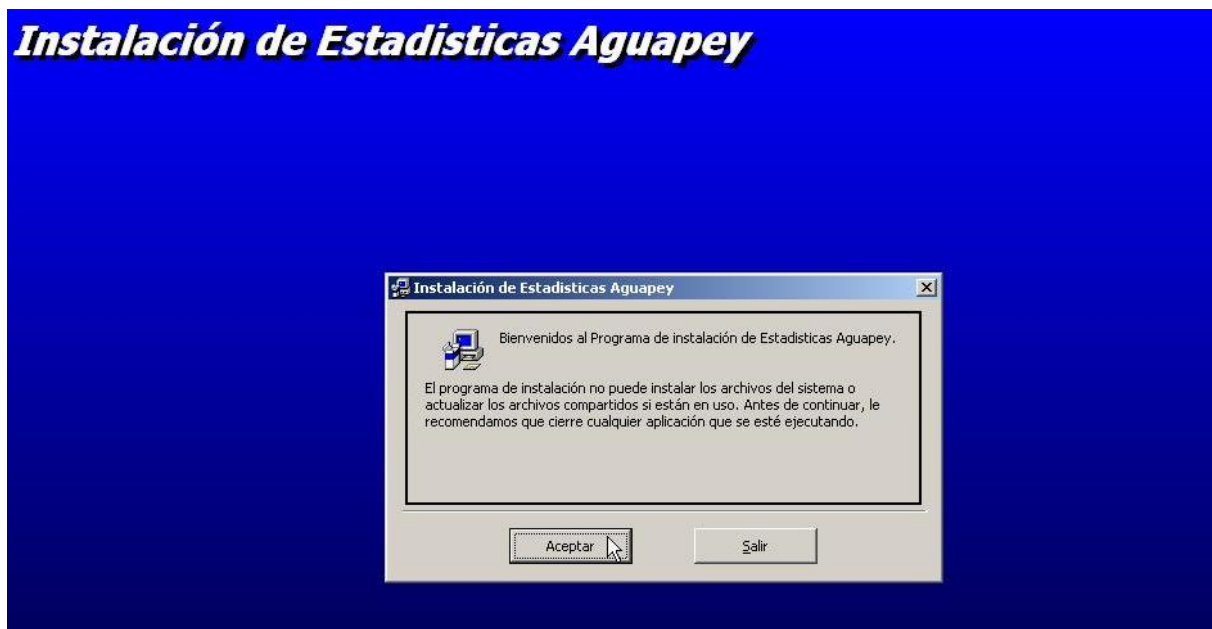 Instalación de Estadisticas Aguapey
Instalación de Estadisticas Aguapey
Bienvenidos al Programa de instalación de Estadisticas Aguapey.
El programa de instalación no puede instalar los archivos del sistema o
actualizar los archivos compartidos si están en uso. Antes de continuar, le
recomendamos que cierre cualquier aplicación que se esté ejecutando.
Aceptar
Salir